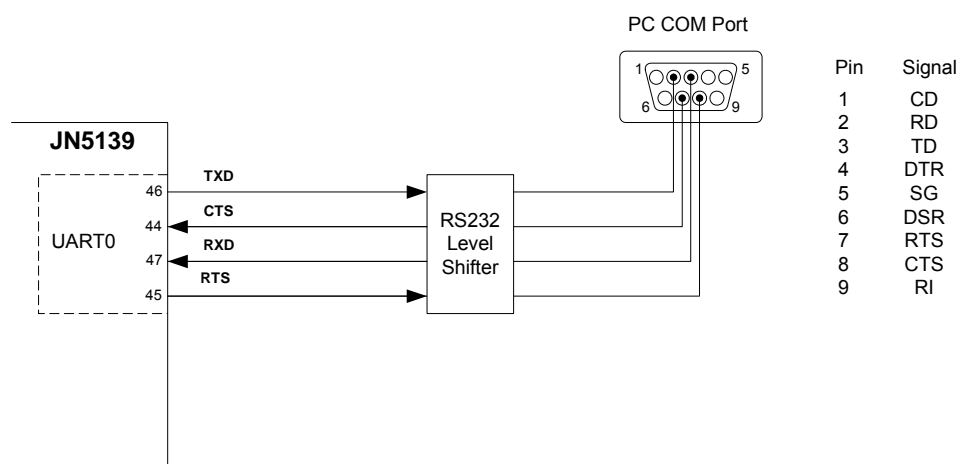 PC COM Port
1 5
6 9
Pin Signal
1 CD
2 RD
3 TD
4 DTR
5 SG
6 DSR
7 RTS
8 CTS
9 RI
JN5139
UART0
46 TXD
44 CTS
47 RXD
45 RTS
RS232
Level
Shifter